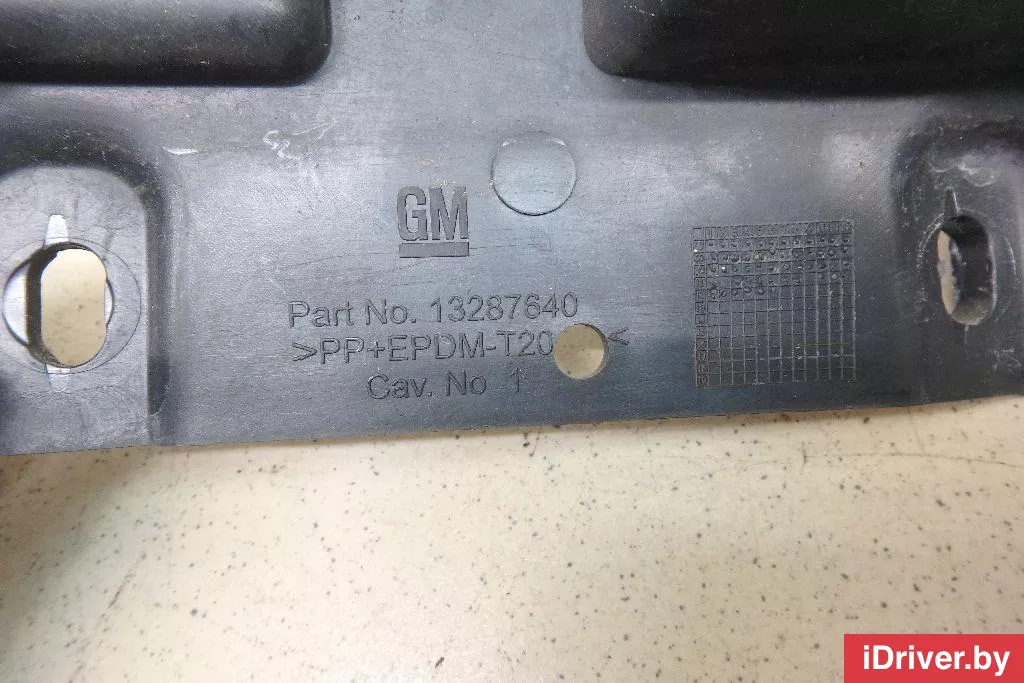 GM
Part No. 13287640
>PP+EPDM-T20 <
Cav. No 1
iDriver.by